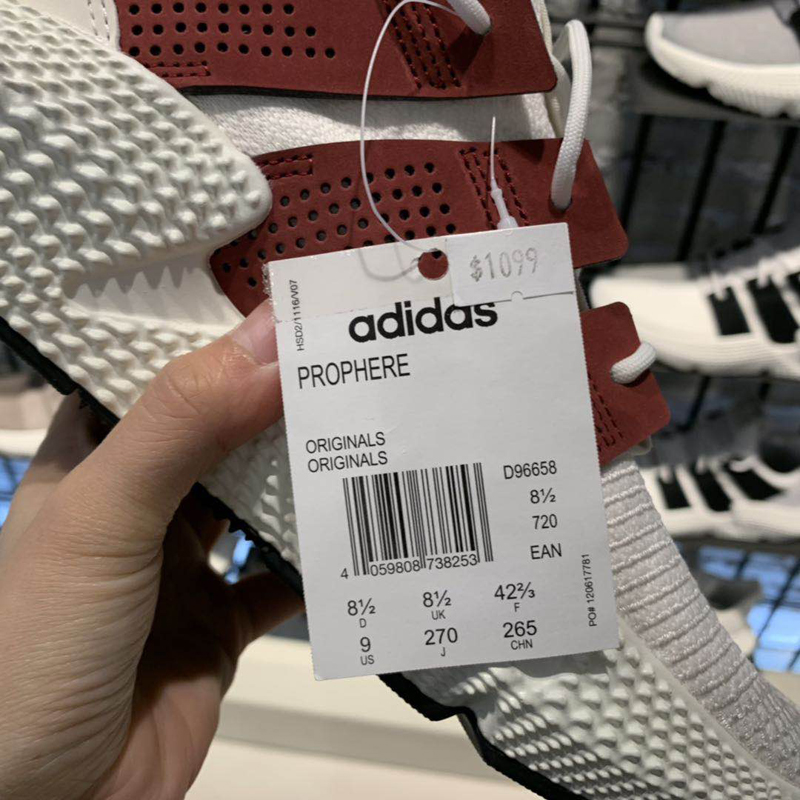 $1099
HSD2/1116/V07
adidas
PROPHERE
ORIGINALS
ORIGINALS
D96658
8½
720
EAN
4 059808 738253
8½ 8½ 42⅔
D UK F
9 270 265
US J CHN
PO# 120617781